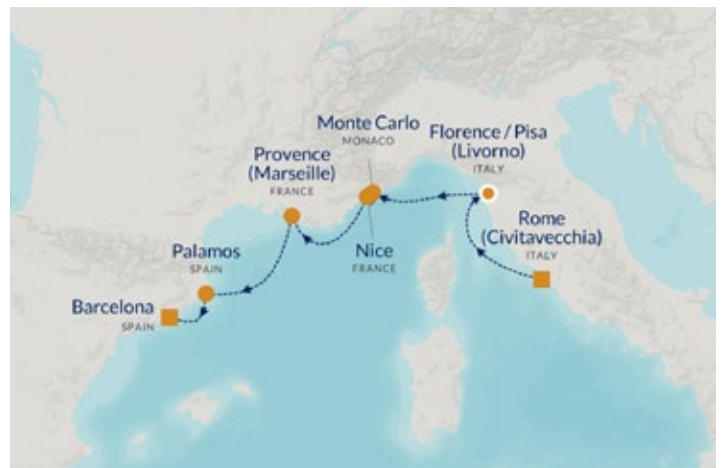 Monte Carlo
MONACO
Florence / Pisa
(Livorno)
ITALY
Provence
(Marseille)
FRANCE
Rome
(Civitavecchia)
ITALY
Nice
FRANCE
Palamos
SPAIN
Barcelona
SPAIN